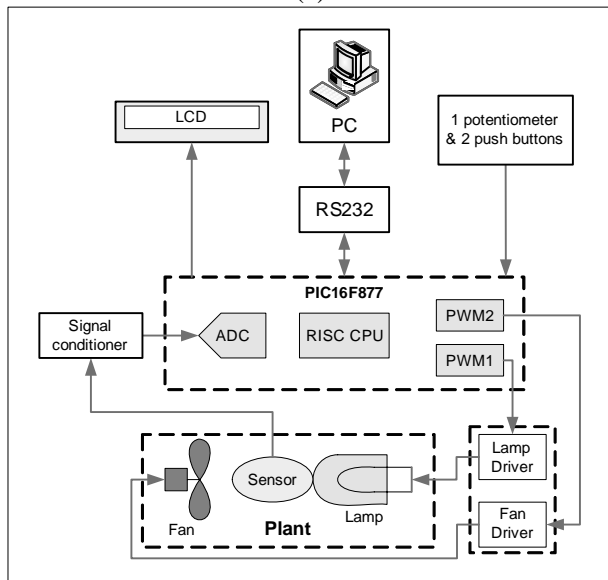 LCD
PC
1 potentiometer
& 2 push buttons
RS232
PIC16F877
Signal
conditioner
ADC
RISC CPU
PWM2
PWM1
Sensor
Lamp
Fan
Plant
Lamp
Driver
Fan
Driver